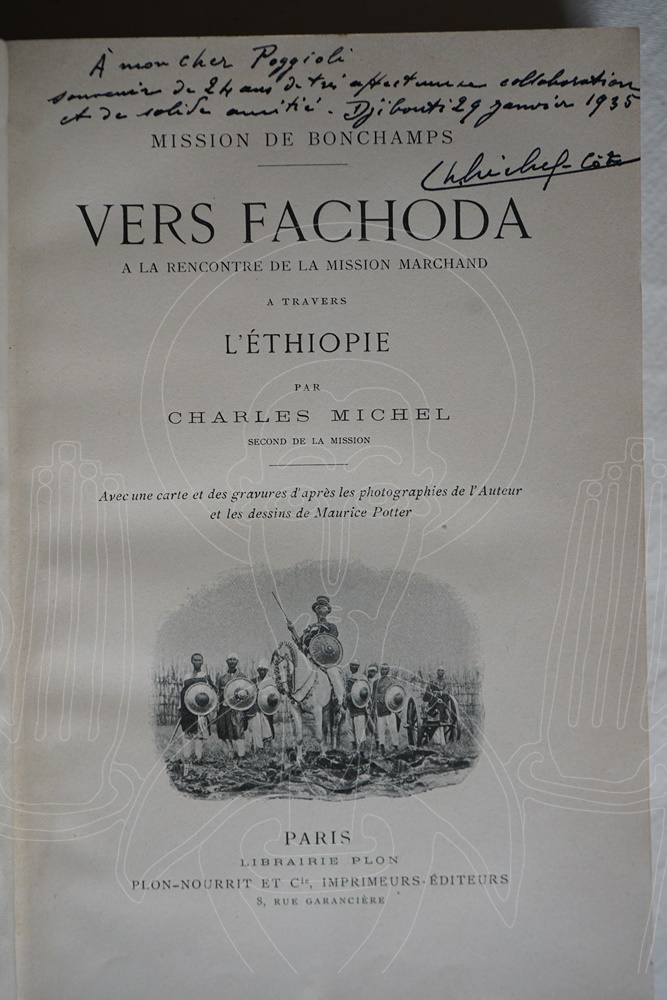 À mon cher Poggioli
souvenir de 24 ans de très affectueuse collaboration
et de solide amitié. Djibouti 29 janvier 1935
MISSION DE BONCHAMPS
ChMichel-Côte
VERS FACHODA
A LA RENCONTRE DE LA MISSION MARCHAND
A TRAVERS
L'ÉTHIOPIE
PAR
CHARLES MICHEL
SECOND DE LA MISSION
Avec une carte et des gravures d'après les photographies de l'Auteur
et les dessins de Maurice Potter
PARIS
LIBRAIRIE PLON
PLON-NOURRIT ET Cie, IMPRIMEURS-ÉDITEURS
8, RUE GARANCIÈRE